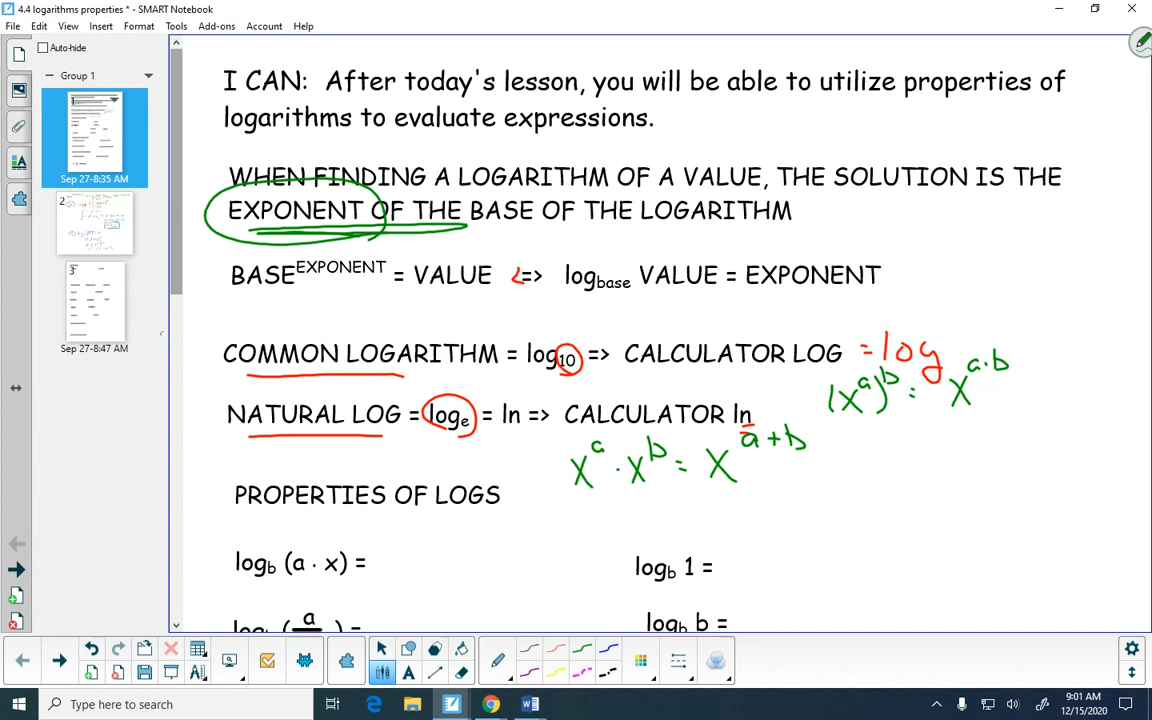 4.4 logarithms properties * - SMART Notebook
File Edit View Insert Format Tools Add-ons Account Help
Auto-hide
Group 1
1
Sep 27-8:35 AM
2
3
Sep 27-8:47 AM
I CAN: After today's lesson, you will be able to utilize properties of
logarithms to evaluate expressions.
WHEN FINDING A LOGARITHM OF A VALUE, THE SOLUTION IS THE
EXPONENT OF THE BASE OF THE LOGARITHM
BASE^EXPONENT = VALUE <=> log_base VALUE = EXPONENT
COMMON LOGARITHM = log₁₀ => CALCULATOR LOG = log
(x^a)^b = x^(a·b)
NATURAL LOG = logₑ = ln => CALCULATOR ln
x^a · x^b = x^(a+b)
PROPERTIES OF LOGS
log_b (a · x) =
log_b 1 =
log_b b =
a
Type here to search
9:01 AM
12/15/2020